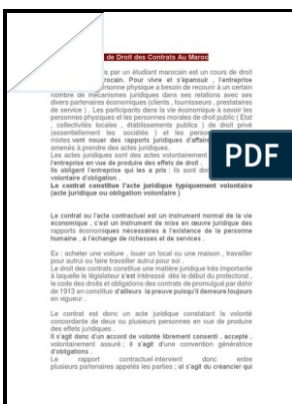 de Droit des Contrats Au Maroc
is par un étudiant marocain est un cours de droit
rocain. Pour vivre et s'épanouir , l'entreprise
ersonne physique a besoin de recourir à un certain
nombre de mécanismes juridiques dans ses relations avec ses
divers partenaires économiques (clients , fournisseurs , prestataires
de service ) . Les participants dans la vie économique à savoir les
personnes physiques et les personnes morales de droit public ( Etat
, collectivités locales , établissements publics ) de droit privé
(essentiellement les sociétés ) et les person
mixtes vont nouer des rapports juridiques d'affaire
amenés à prendre des actes juridiques.
Les actes juridiques sont des actes volontairement
l'entreprise en vue de produire des effets de droit .
Ils obligent l'entreprise qui les a pris : ils sont do
volontaire d'obligation .
Le contrat constitue l'acte juridique typiquement volontaire
(acte juridique ou obligation volontaire )
PDF
Le contrat ou l'acte contractuel est un instrument normal de la vie
économique , c'est un instrument de mise en œuvre juridique des
rapports économiques nécessaires à l'existence de la personne
humaine , à l'échange de richesses et de services .
Ex : acheter une voiture , louer un local ou une maison , travailler
pour autrui ou faire travailler autrui pour soi .
Le droit des contrats constitue une matière juridique très importante
à laquelle le législateur s'est intéressé dès le début du protectorat .
le code des droits et obligations des contrats de promulgué par dahir
de 1913 en constitue d'ailleurs la preuve puisqu'il demeure toujours
en vigueur .
Le contrat est donc un acte juridique constatant la volonté
concordante de deux ou plusieurs personnes en vue de produire
des effets juridiques .
Il s'agit donc d'un accord de volonté librement consenti , accepté ,
volontairement assuré ; il s'agit d'une convention génératrice
d'obligations .
Le rapport contractuel intervient donc entre
plusieurs partenaires appelés les parties ; et s'agit du créancier qui